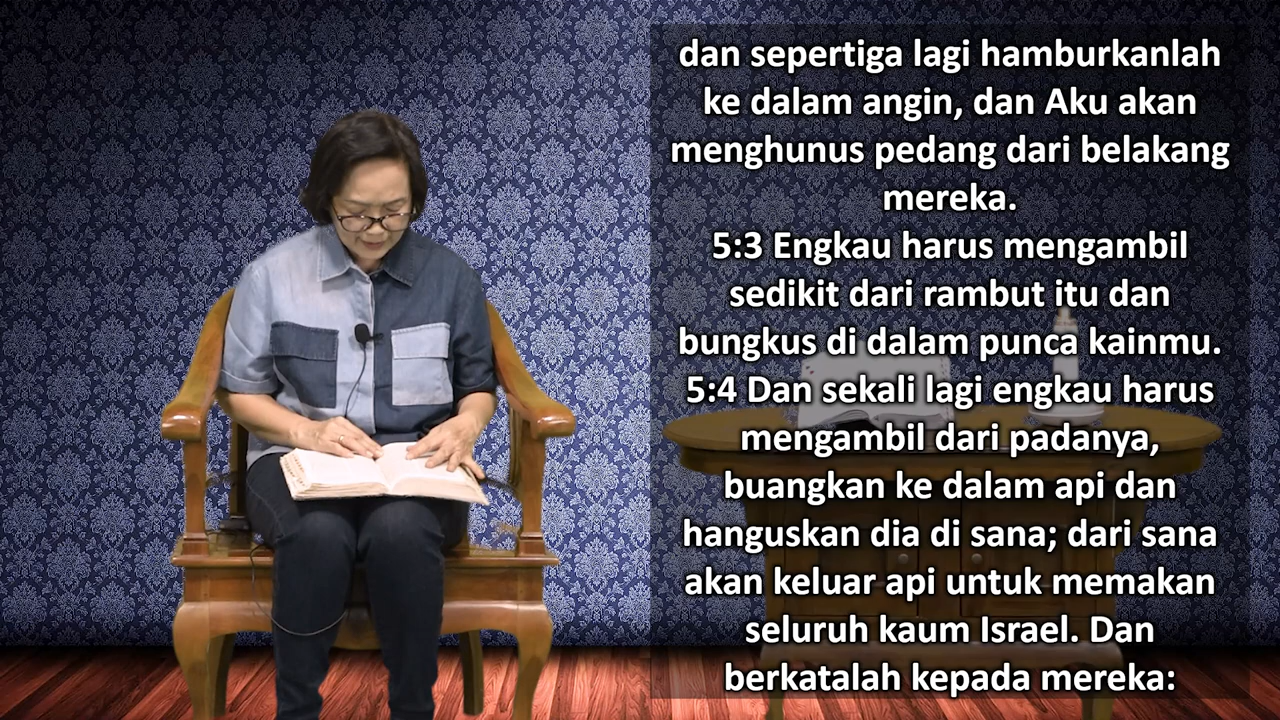 dan sepertiga lagi hamburkanlah
ke dalam angin, dan Aku akan
menghunus pedang dari belakang
mereka.
5:3 Engkau harus mengambil
sedikit dari rambut itu dan
bungkus di dalam punca kainmu.
5:4 Dan sekali lagi engkau harus
mengambil dari padanya,
buangkan ke dalam api dan
hanguskan dia di sana; dari sana
akan keluar api untuk memakan
seluruh kaum Israel. Dan
berkatalah kepada mereka: